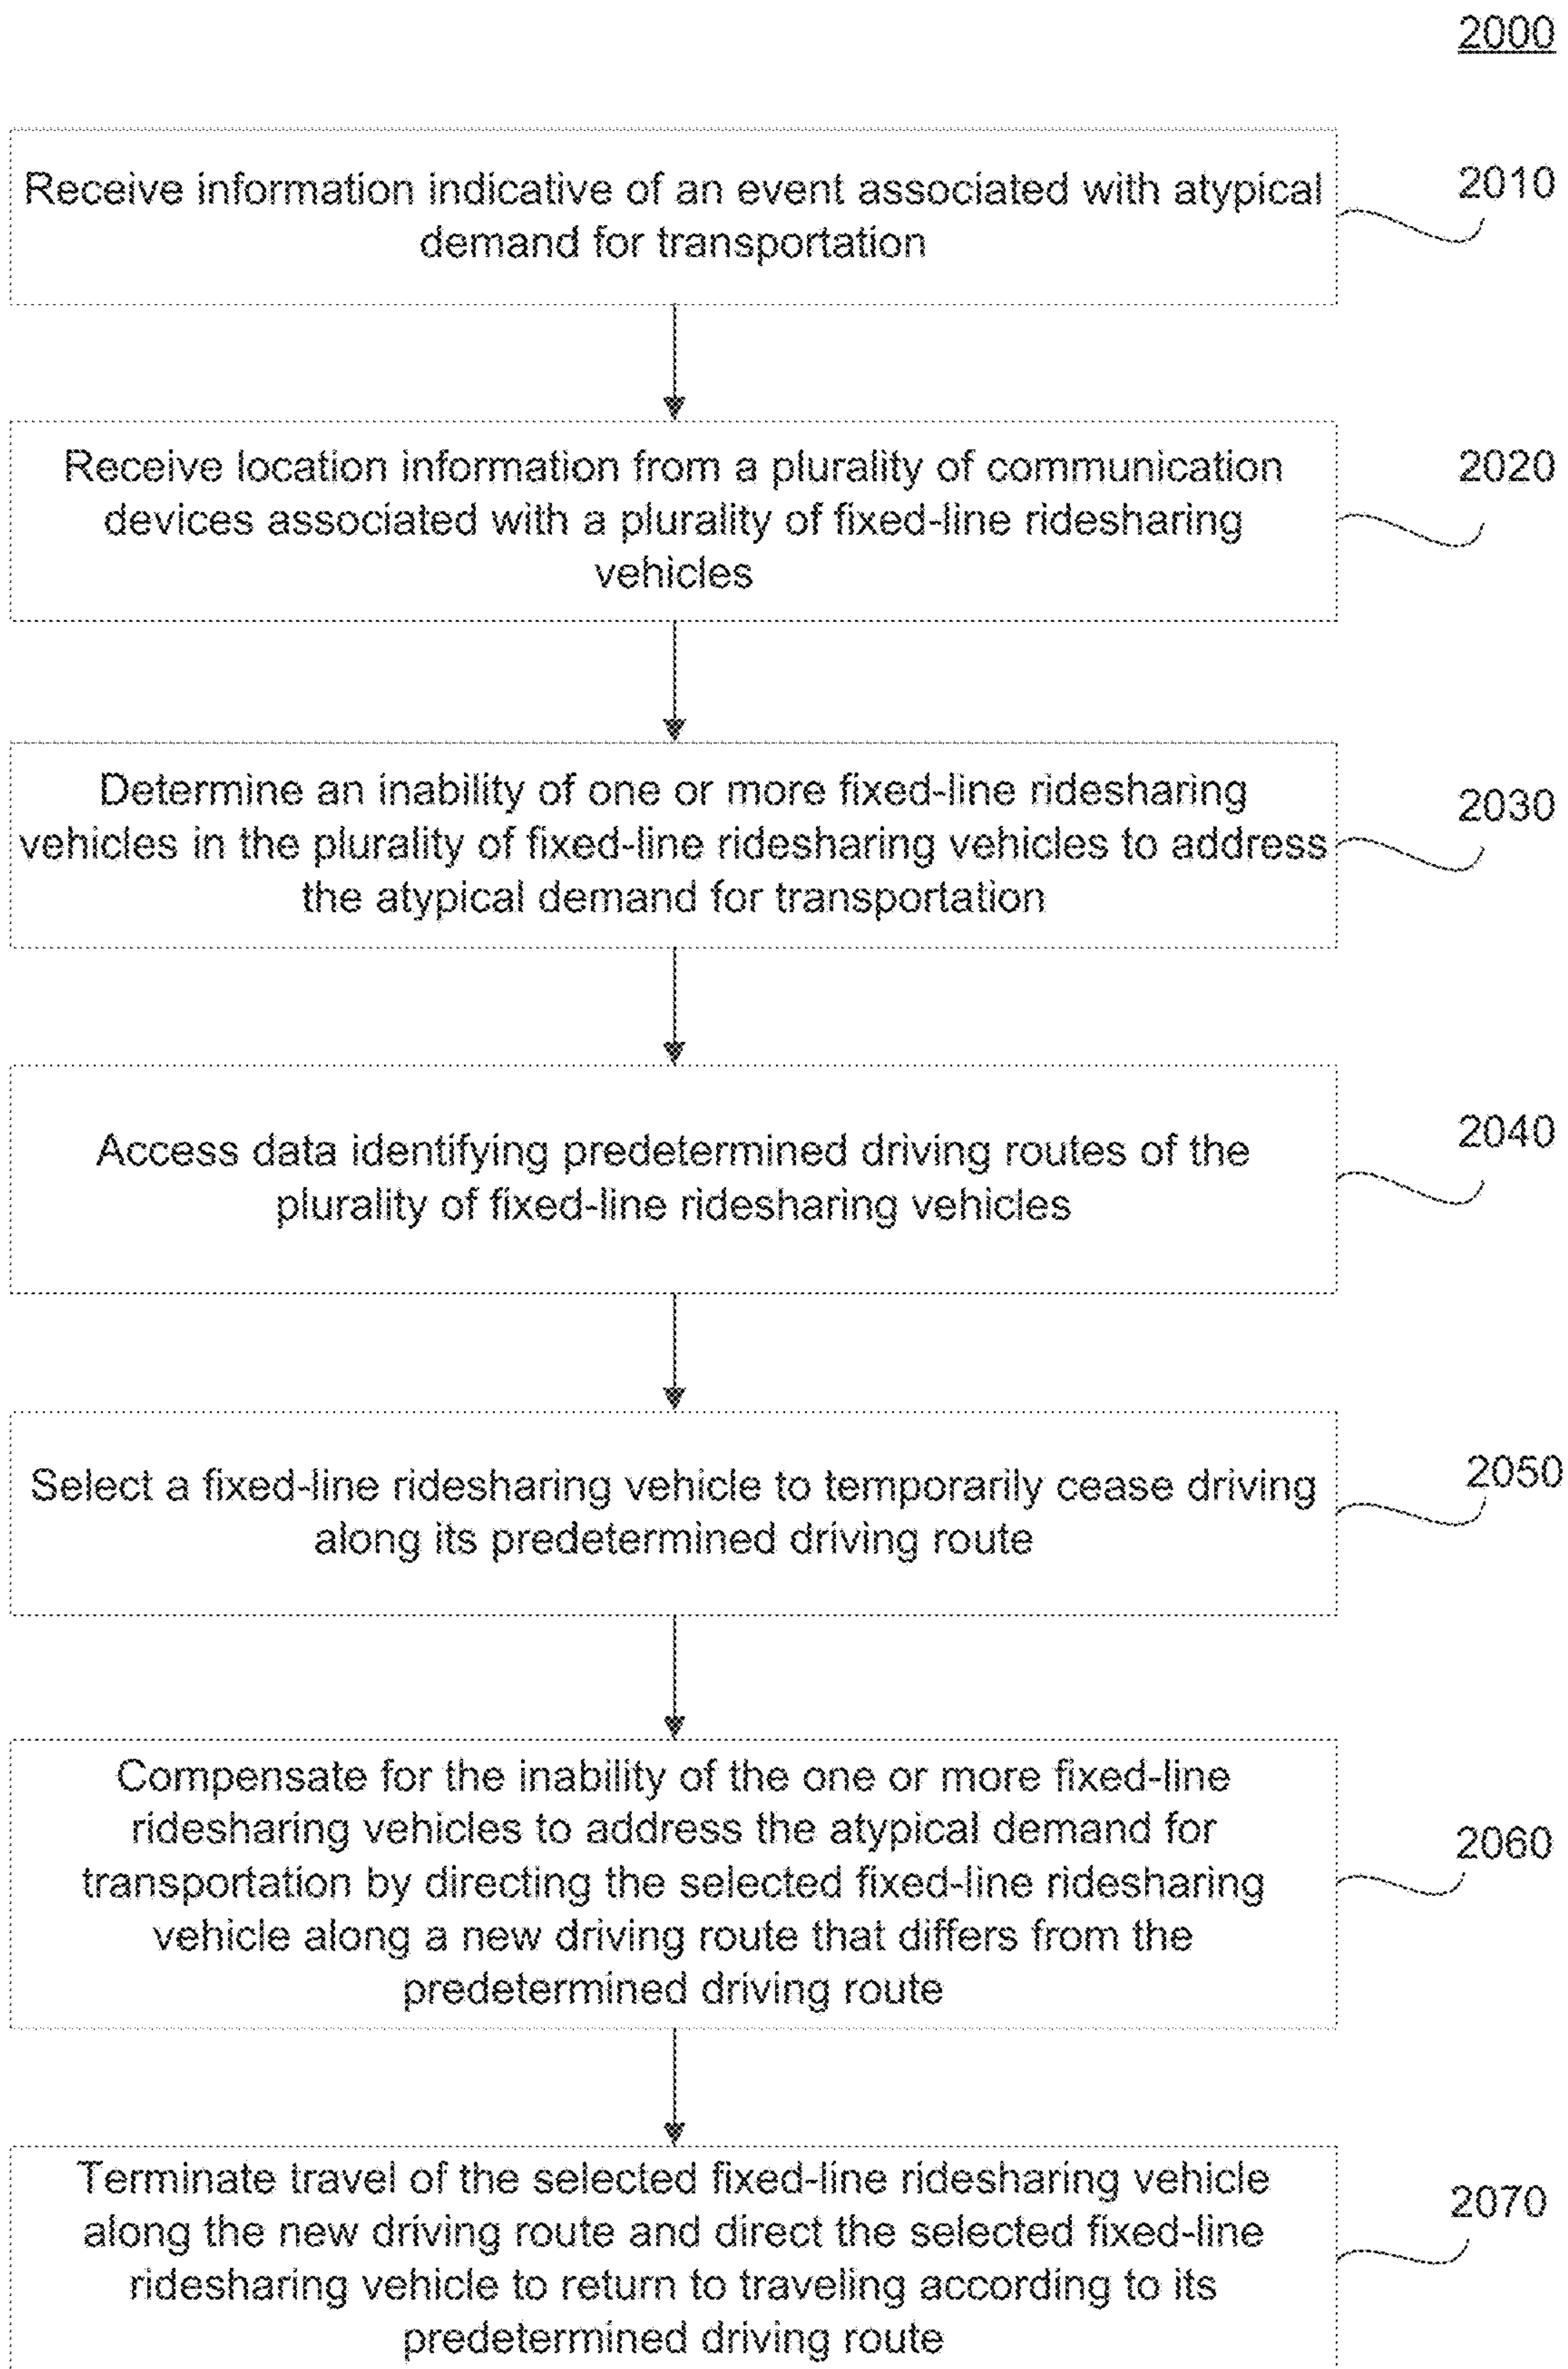 2000
Receive information indicative of an event associated with atypical
demand for transportation
2010
Receive location information from a plurality of communication
devices associated with a plurality of fixed-line ridesharing
vehicles
2020
Determine an inability of one or more fixed-line ridesharing
vehicles in the plurality of fixed-line ridesharing vehicles to address
the atypical demand for transportation
2030
Access data identifying predetermined driving routes of the
plurality of fixed-line ridesharing vehicles
2040
Select a fixed-line ridesharing vehicle to temporarily cease driving
along its predetermined driving route
2050
Compensate for the inability of the one or more fixed-line
ridesharing vehicles to address the atypical demand for
transportation by directing the selected fixed-line ridesharing
vehicle along a new driving route that differs from the
predetermined driving route
2060
Terminate travel of the selected fixed-line ridesharing vehicle
along the new driving route and direct the selected fixed-line
ridesharing vehicle to return to traveling according to its
predetermined driving route
2070